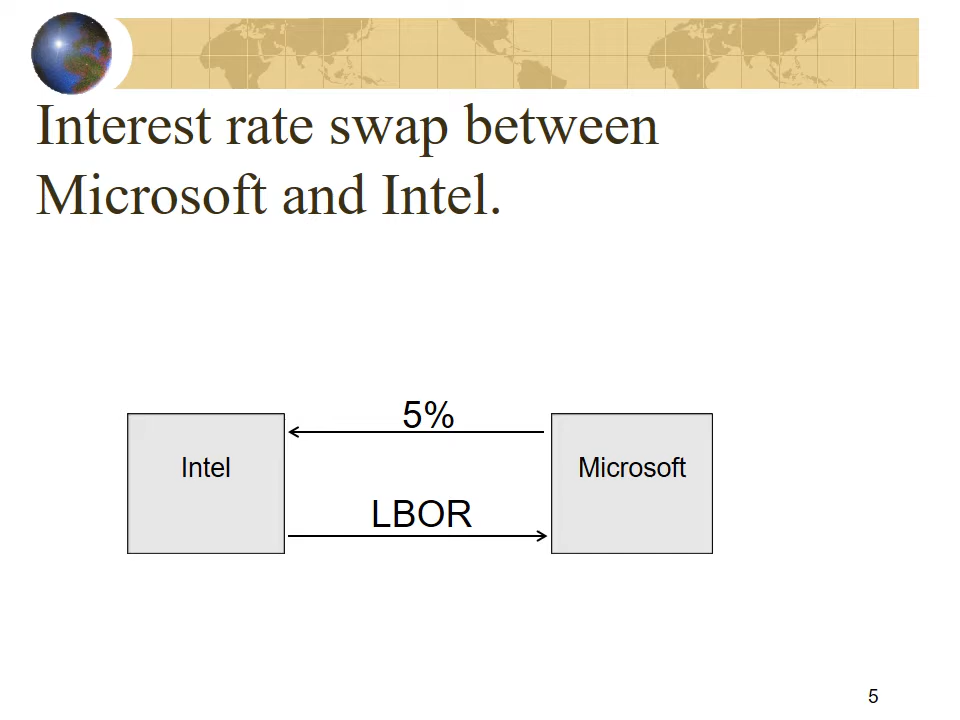 Interest rate swap between
Microsoft and Intel.
5%
Intel
Microsoft
LBOR
5